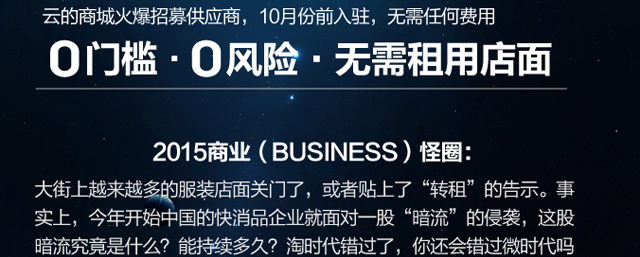 云的商城火爆招募供应商，10月份前入驻，无需任何费用
0门槛·0风险·无需租用店面
2015商业（BUSINESS）怪圈：
大街上越来越多的服装店面关门了，或者贴上了“转租”的告示。事
实上，今年开始中国的快消品企业就面对一股“暗流”的侵袭，这股
暗流究竟是什么？能持续多久？淘时代错过了，你还会错过微时代吗